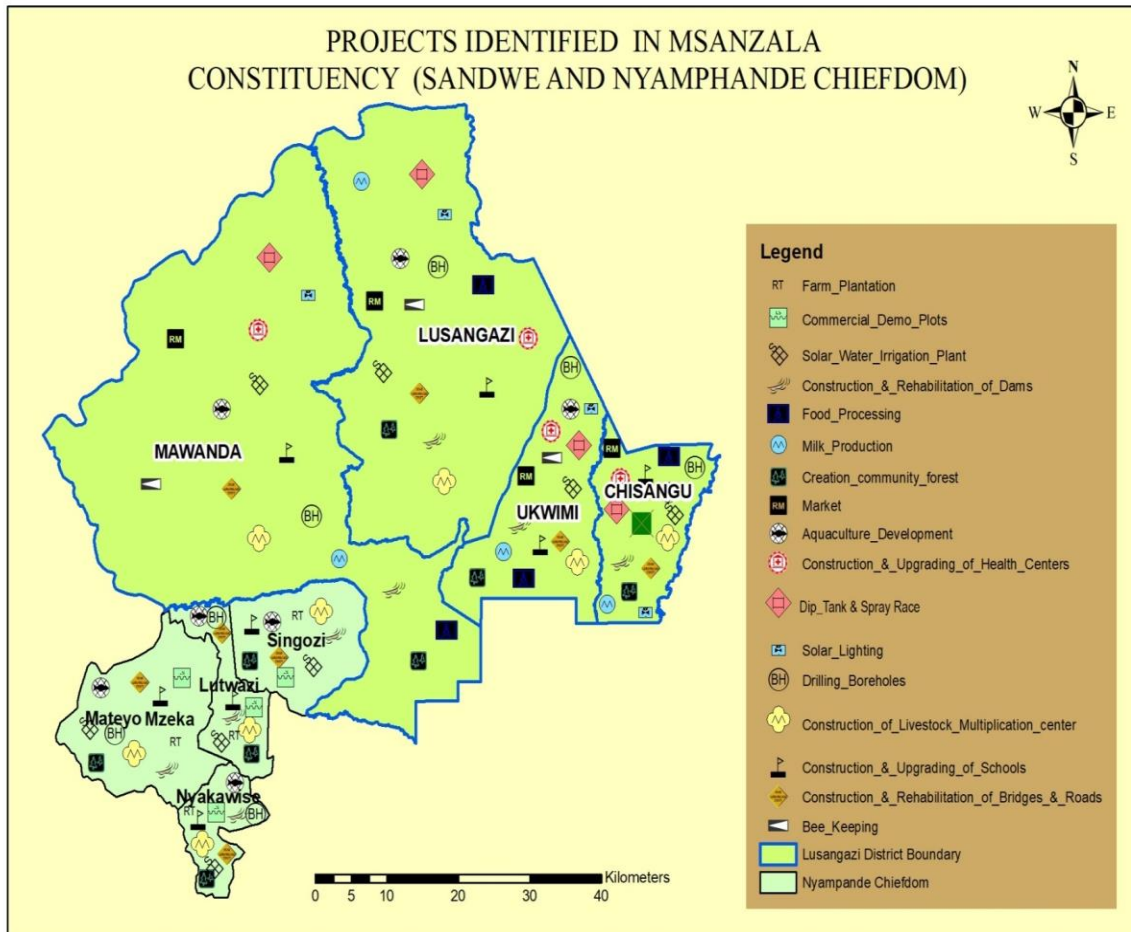 PROJECTS IDENTIFIED IN MSANZALA
CONSTITUENCY (SANDWE AND NYAMPHANDE CHIEFDOM)
N
W
E
S
BH
RM
LUSANGAZI
RM
MAWANDA
BH
BH
RM
RM
BH
CHISANGU
UKWIMI
BH
RT
Singozi
Lutwazi
Mateyo Mzeka
BH
RT
RT
Nyakawise
RT
BH
Kilometers
0 5 10 20 30 40
Legend
RT Farm_Plantation
Commercial_Demo_Plots
Solar_Water_Irrigation_Plant
Construction_&_Rehabilitation_of_Dams
Food_Processing
Milk_Production
Creation_community_forest
RM Market
Aquaculture_Development
Construction_&_Upgrading_of_Health_Centers
Dip_Tank & Spray_Race
Solar_Lighting
BH Drilling_Boreholes
Construction_of_Livestock_Multiplication_center
Construction_&_Upgrading_of_Schools
Construction_&_Rehabilitation_of_Bridges_&_Roads
Bee_Keeping
Lusangazi District Boundary
Nyampande Chiefdom